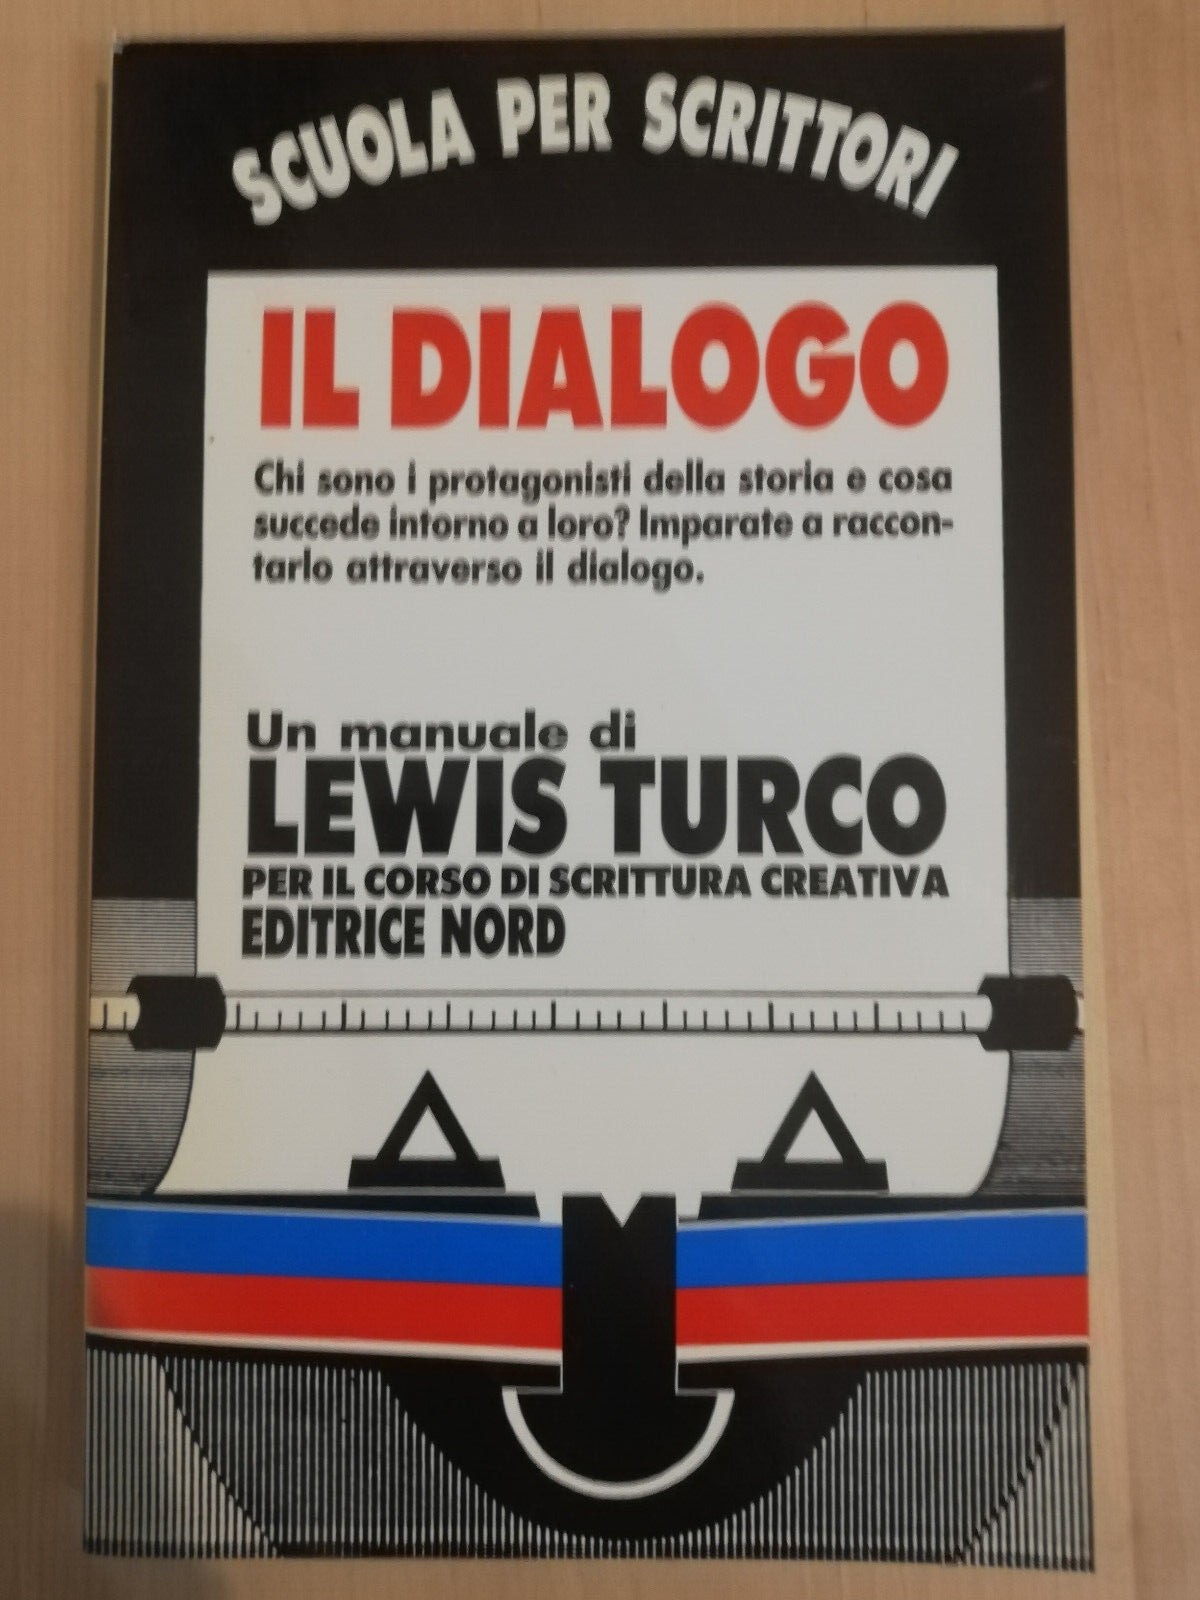 SCUOLA PER SCRITTORI
IL DIALOGO
Chi sono i protagonisti della storia e cosa
succede intorno a loro? Imparate a raccon-
tarlo attraverso il dialogo.
Un manuale di
LEWIS TURCO
PER IL CORSO DI SCRITTURA CREATIVA
EDITRICE NORD